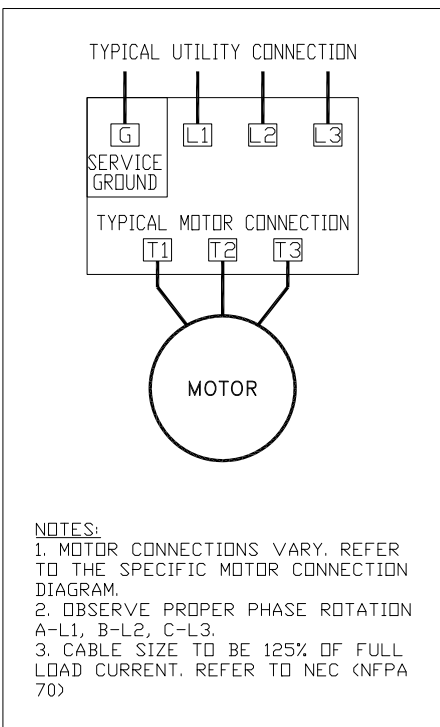 TYPICAL UTILITY CONNECTION
G L1 L2 L3
SERVICE
GROUND
TYPICAL MOTOR CONNECTION
T1 T2 T3
MOTOR
NOTES:
1. MOTOR CONNECTIONS VARY. REFER
TO THE SPECIFIC MOTOR CONNECTION
DIAGRAM.
2. OBSERVE PROPER PHASE ROTATION
A-L1, B-L2, C-L3.
3. CABLE SIZE TO BE 125% OF FULL
LOAD CURRENT. REFER TO NEC (NFPA
70)